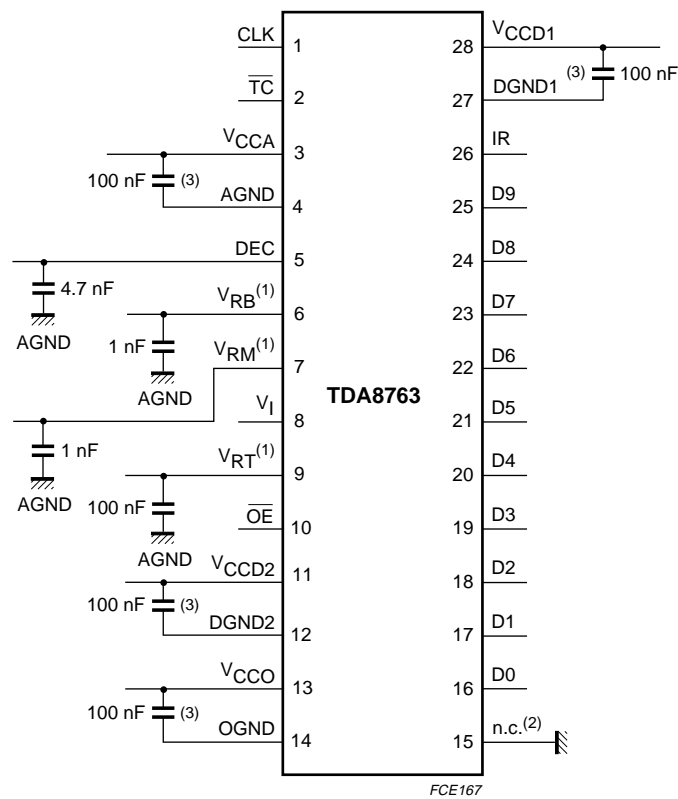 CLK 1
TC 2
VCCA 3
100 nF (3)
AGND 4
DEC 5
4.7 nF
AGND
VRB(1) 6
1 nF
AGND
VRM(1) 7
1 nF
AGND
VI 8
VRT(1) 9
100 nF
AGND
OE 10
VCCD2 11
100 nF (3)
DGND2 12
VCCO 13
100 nF (3)
OGND 14
TDA8763
28 VCCD1
(3) 100 nF
27 DGND1
26 IR
25 D9
24 D8
23 D7
22 D6
21 D5
20 D4
19 D3
18 D2
17 D1
16 D0
15 n.c.(2)
FCE167